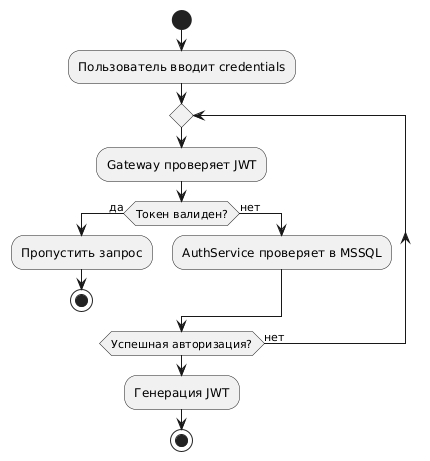 Пользователь вводит credentials
Gateway проверяет JWT
да
Токен валиден?
нет
Пропустить запрос
AuthService проверяет в MSSQL
Успешная авторизация?
нет
Генерация JWT